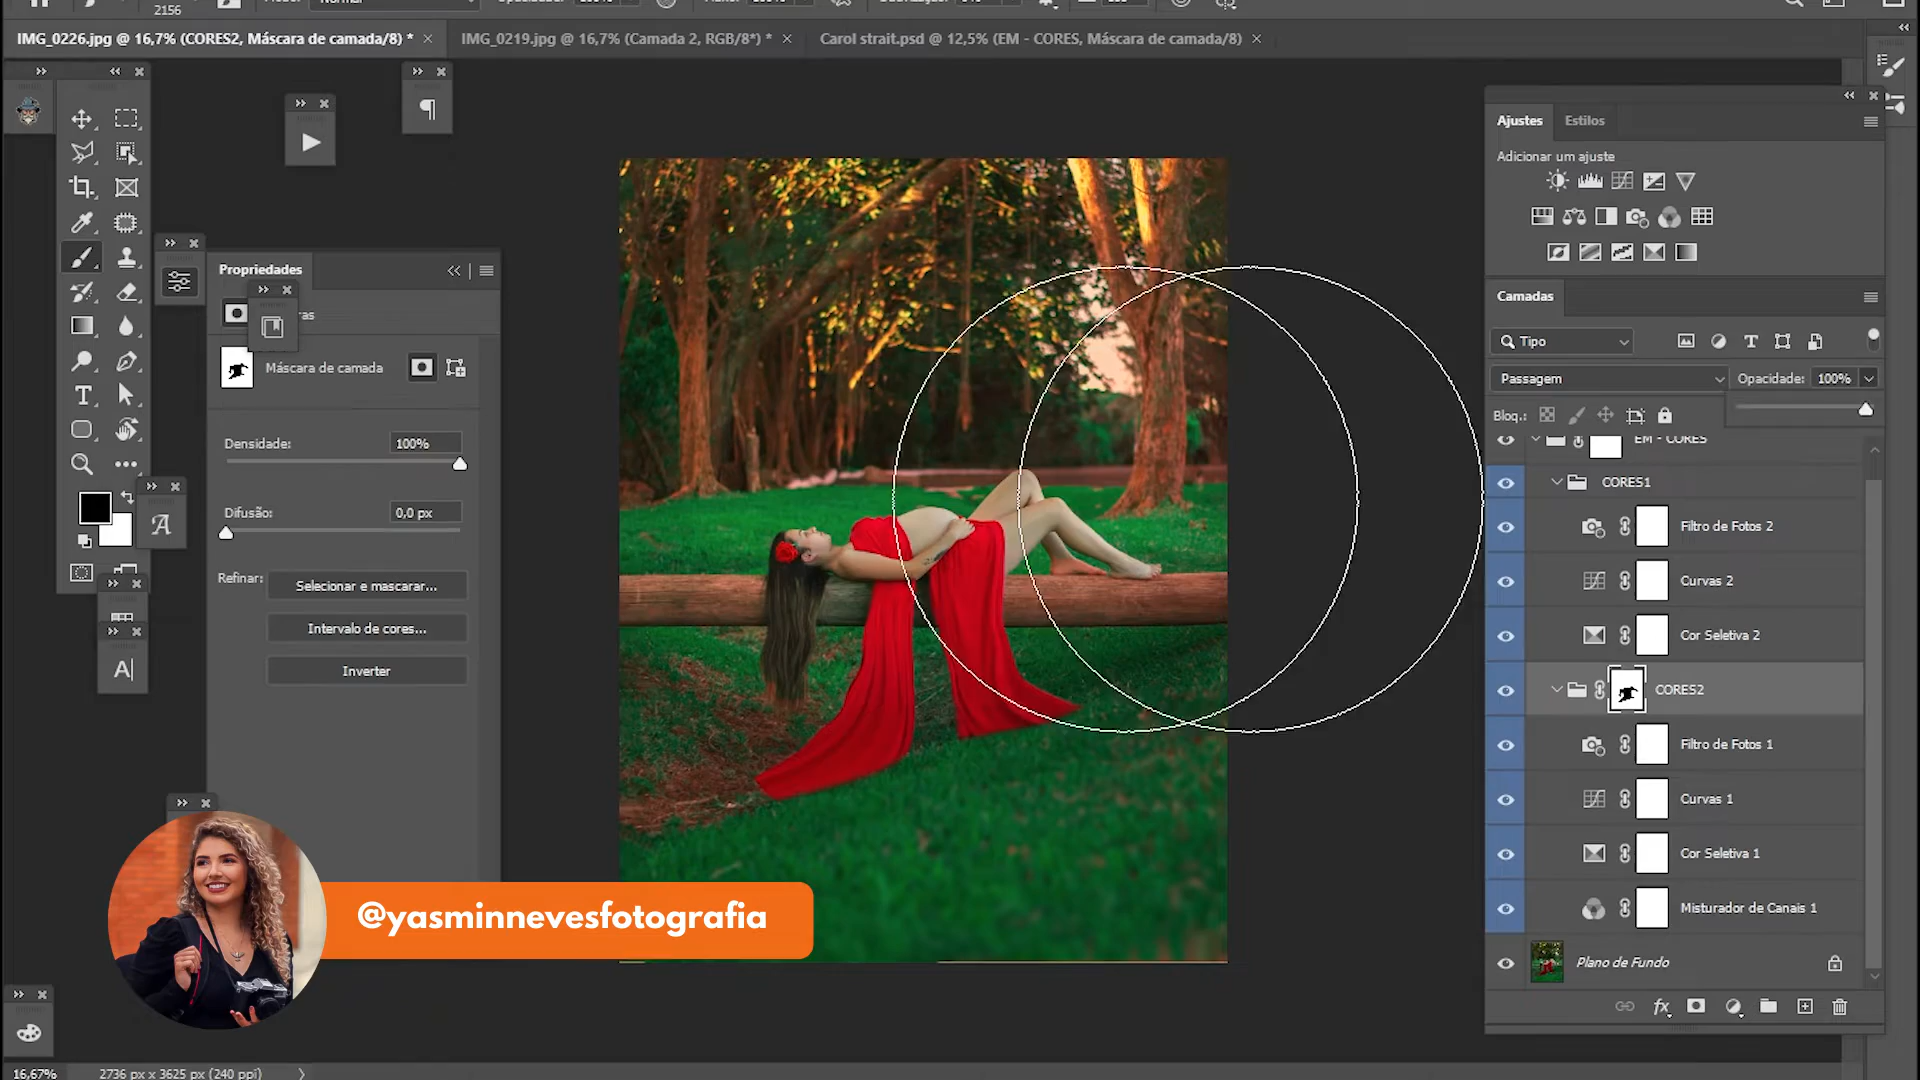 2156
IMG_0226.jpg @ 16,7% (CORES2, Máscara de camada/8) *
IMG_0219.jpg @ 16,7% (Camada 2, RGB/8*) *
Carol strait.psd @ 12,5% (EM - CORES, Máscara de camada/8)
Propriedades
ras
Máscara de camada
Densidade:
100%
Difusão:
0,0 px
Refinar:
Selecionar e mascarar...
Intervalo de cores...
Inverter
Ajustes
Estilos
Adicionar um ajuste
Camadas
Tipo
Passagem
Opacidade:
100%
Bloq.:
EM - CORES
CORES1
Filtro de Fotos 2
Curvas 2
Cor Seletiva 2
CORES2
Filtro de Fotos 1
Curvas 1
Cor Seletiva 1
Misturador de Canais 1
Plano de Fundo
@yasminnevesfotografia
16,67%
2736 px x 3625 px (240 ppi)